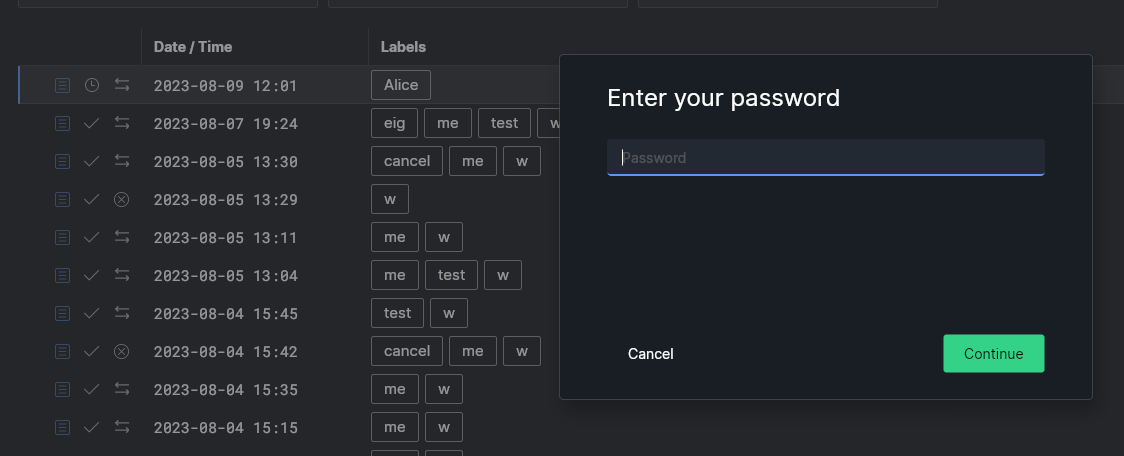 Date / Time Labels
2023-08-09 12:01 Alice
2023-08-07 19:24 eig me test w
2023-08-05 13:30 cancel me w
2023-08-05 13:29 w
2023-08-05 13:11 me w
2023-08-05 13:04 me test w
2023-08-04 15:45 test w
2023-08-04 15:42 cancel me w
2023-08-04 15:35 me w
2023-08-04 15:15 me w
Enter your password
Password
Cancel Continue